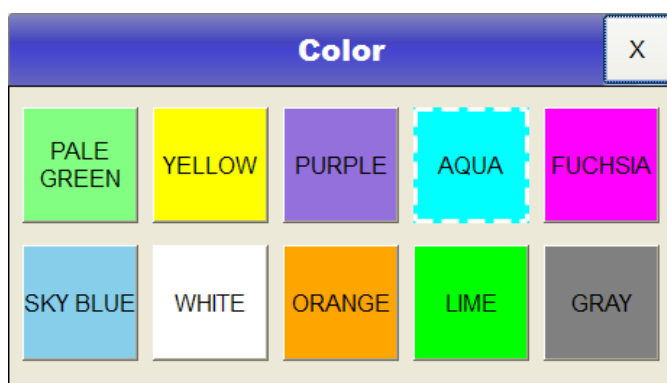 Color
X
PALE
GREEN
YELLOW
PURPLE
AQUA
FUCHSIA
SKY BLUE
WHITE
ORANGE
LIME
GRAY